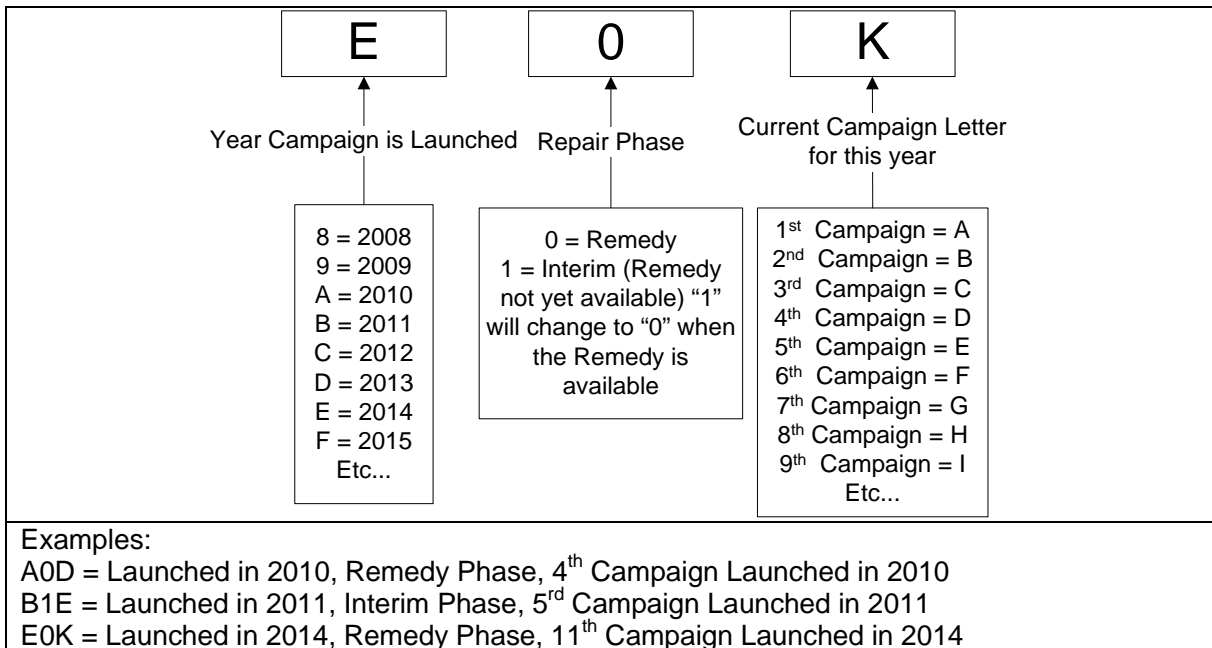 E 0 K
Year Campaign is Launched
Repair Phase
Current Campaign Letter
for this year
8 = 2008
9 = 2009
A = 2010
B = 2011
C = 2012
D = 2013
E = 2014
F = 2015
Etc...
0 = Remedy
1 = Interim (Remedy
not yet available) “1”
will change to “0” when
the Remedy is
available
1st Campaign = A
2nd Campaign = B
3rd Campaign = C
4th Campaign = D
5th Campaign = E
6th Campaign = F
7th Campaign = G
8th Campaign = H
9th Campaign = I
Etc...
Examples:
A0D = Launched in 2010, Remedy Phase, 4th Campaign Launched in 2010
B1E = Launched in 2011, Interim Phase, 5rd Campaign Launched in 2011
E0K = Launched in 2014, Remedy Phase, 11th Campaign Launched in 2014